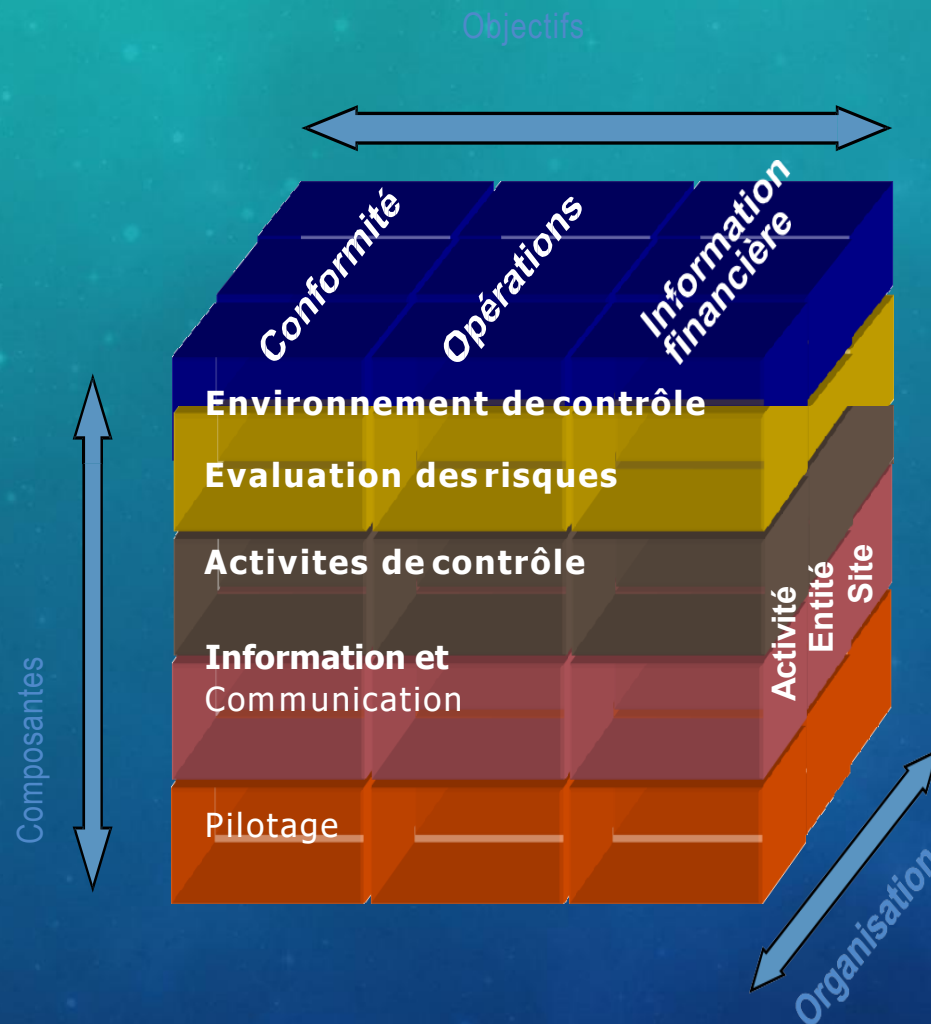 Objectifs
Conformité
Opérations
Information
financière
Environnement de contrôle
Evaluation des risques
Activites de contrôle
Information et
Communication
Pilotage
Activité
Entité
Site
Composantes
Organisation